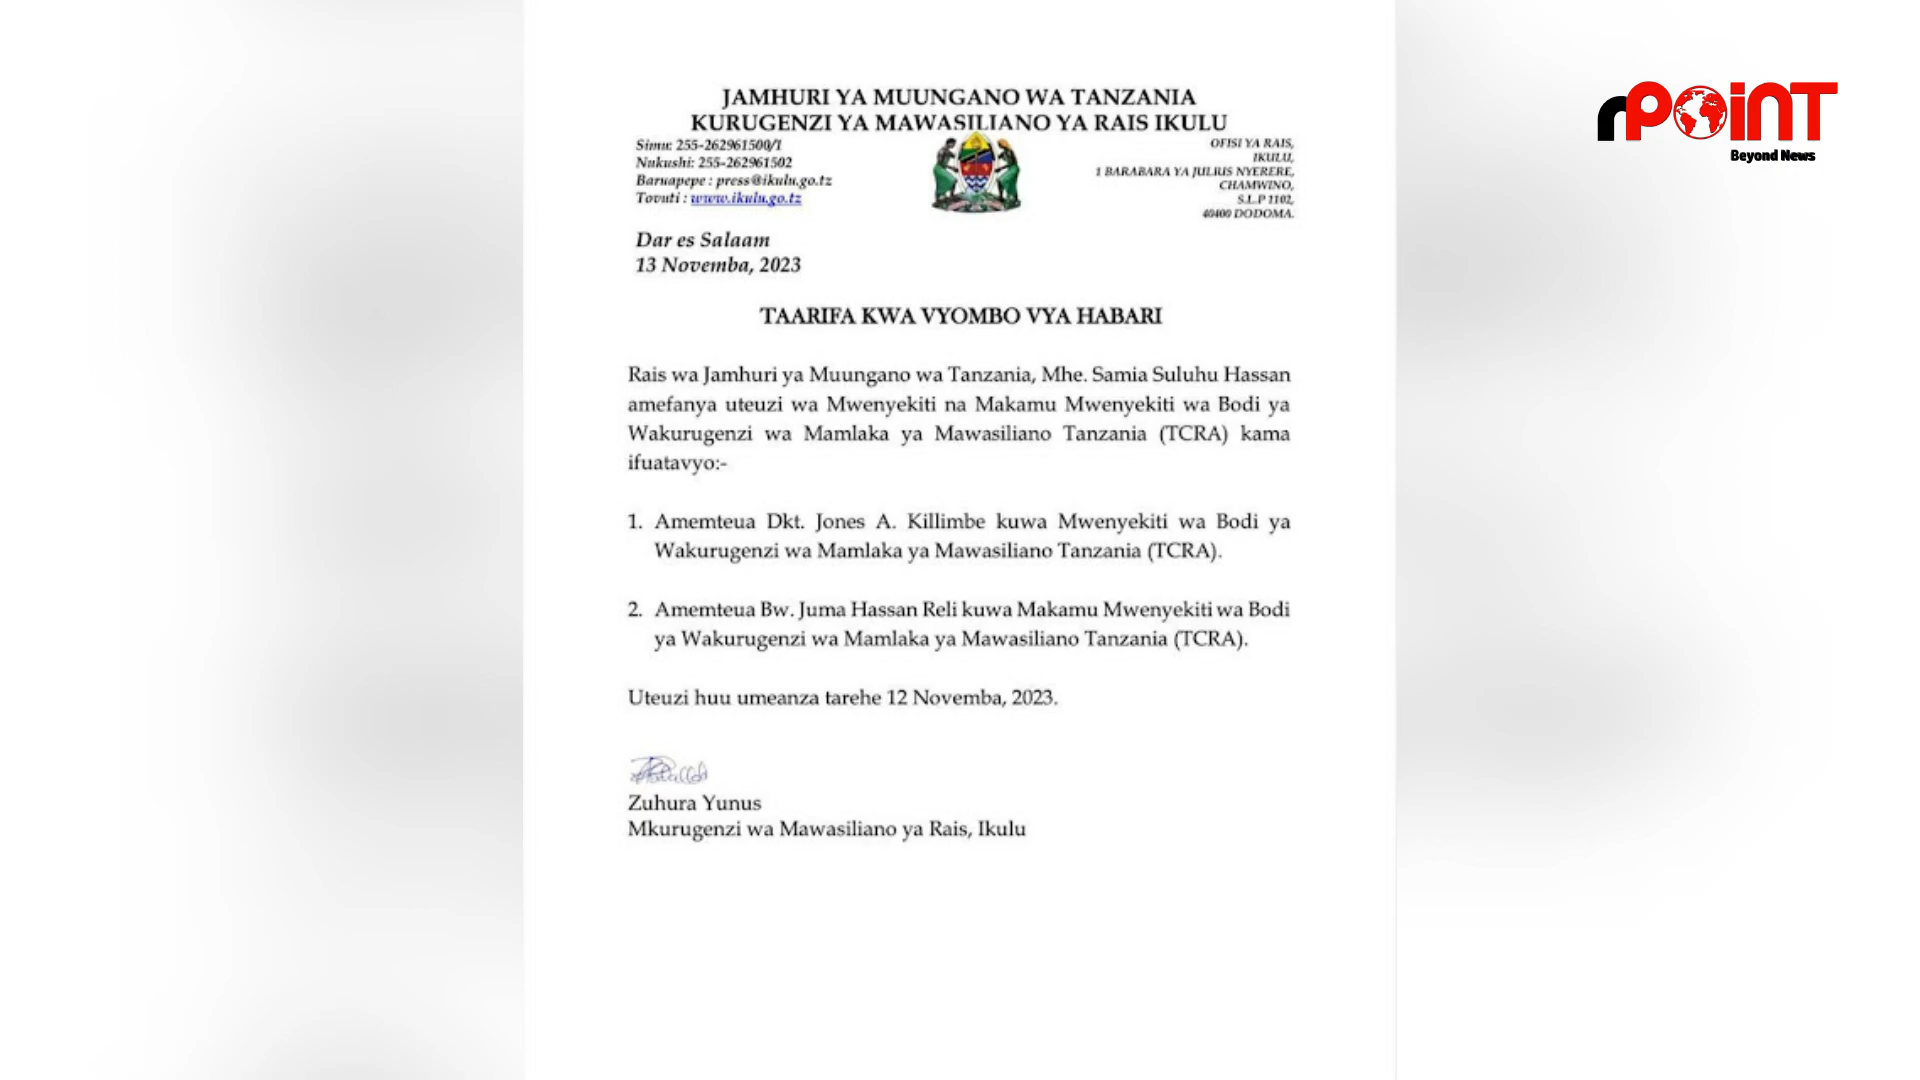 JAMHURI YA MUUNGANO WA TANZANIA
KURUGENZI YA MAWASILIANO YA RAIS IKULU
Simu: 255-262961500/1
Nukushi: 255-262961502
Baruapepe : press@ikulu.go.tz
Tovuti : www.ikulu.go.tz
OFISI YA RAIS,
IKULU,
1 BARABARA YA JULIUS NYERERE,
CHAMWINO,
S.L.P 1102,
40400 DODOMA.
rPOINT
Beyond News
Dar es Salaam
13 Novemba, 2023
TAARIFA KWA VYOMBO VYA HABARI
Rais wa Jamhuri ya Muungano wa Tanzania, Mhe. Samia Suluhu Hassan
amefanya uteuzi wa Mwenyekiti na Makamu Mwenyekiti wa Bodi ya
Wakurugenzi wa Mamlaka ya Mawasiliano Tanzania (TCRA) kama
ifuatavyo:-
1. Amemteua Dkt. Jones A. Killimbe kuwa Mwenyekiti wa Bodi ya
Wakurugenzi wa Mamlaka ya Mawasiliano Tanzania (TCRA).
2. Amemteua Bw. Juma Hassan Reli kuwa Makamu Mwenyekiti wa Bodi
ya Wakurugenzi wa Mamlaka ya Mawasiliano Tanzania (TCRA).
Uteuzi huu umeanza tarehe 12 Novemba, 2023.
Zuhura Yunus
Mkurugenzi wa Mawasiliano ya Rais, Ikulu